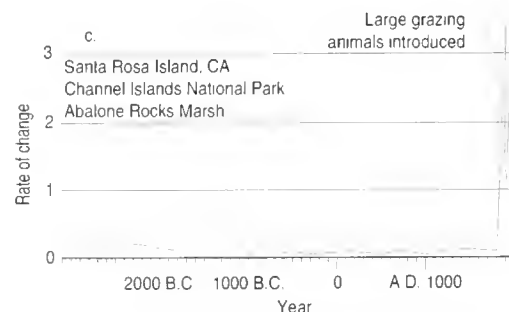 c.
Large grazing
animals introduced
Santa Rosa Island, CA
Channel Islands National Park
Abalone Rocks Marsh
Rate of change
3
2
1
0
2000 B.C 1000 B.C. 0 A D. 1000
Year